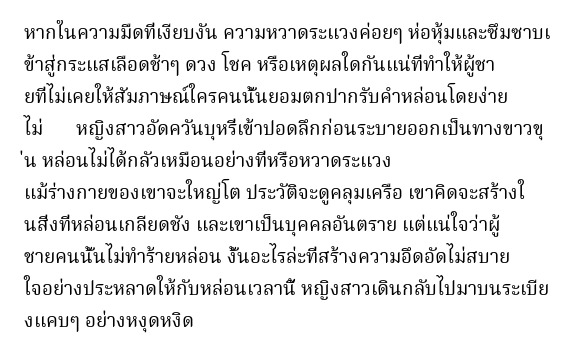 หากในความมืดที่เงียบงัน ความหวาดระแวงค่อยๆ ห่อหุ้มและซึมซาบเ
ข้าสู่กระแสเลือดช้าๆ ดวง โชค หรือเหตุผลใดกันแน่ที่ทำให้ผู้ชา
ยที่ไม่เคยให้สัมภาษณ์ใครคนนั้นยอมตกปากรับคำหล่อนโดยง่าย
ไม่ หญิงสาวอัดควันบุหรี่เข้าปอดลึกก่อนระบายออกเป็นทางขาวขุ
่น หล่อนไม่ได้กลัวเหมือนอย่างทีหรือหวาดระแวง
แม้ร่างกายของเขาจะใหญ่โต ประวัติจะดูคลุมเครือ เขาคิดจะสร้างใ
นสิ่งที่หล่อนเกลียดชัง และเขาเป็นบุคคลอันตราย แต่แน่ใจว่าผู้
ชายคนนั้นไม่ทำร้ายหล่อน งั้นอะไรล่ะที่สร้างความอึดอัดไม่สบาย
ใจอย่างประหลาดให้กับหล่อนเวลานี้ หญิงสาวเดินกลับไปมาบนระเบีย
งแคบๆ อย่างหงุดหงิด